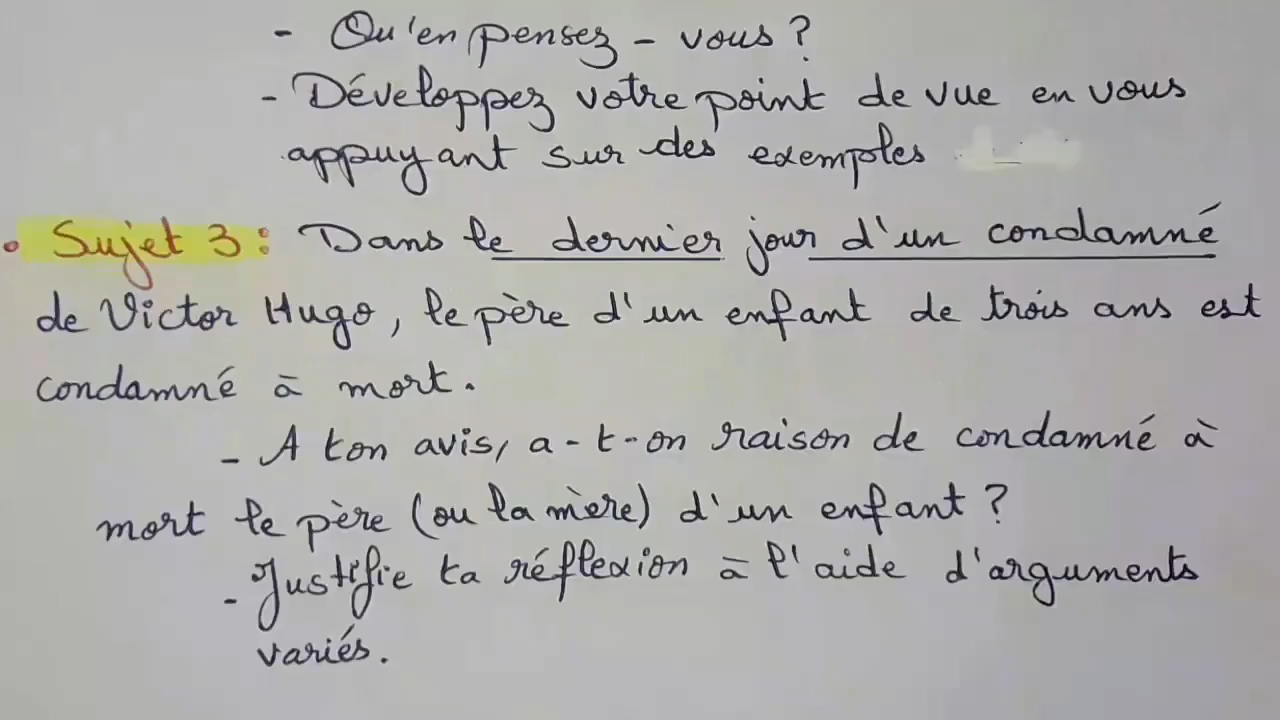 - Qu'en pensez-vous ?
- Développez votre point de vue en vous
appuyant sur des exemples
• Sujet 3 : Dans le dernier jour d'un condamné
de Victor Hugo, le père d'un enfant de trois ans est
condamné à mort.
- A ton avis, a-t-on raison de condamné à
mort le père (ou la mère) d'un enfant ?
- Justifie ta réflexion à l'aide d'arguments
variés.